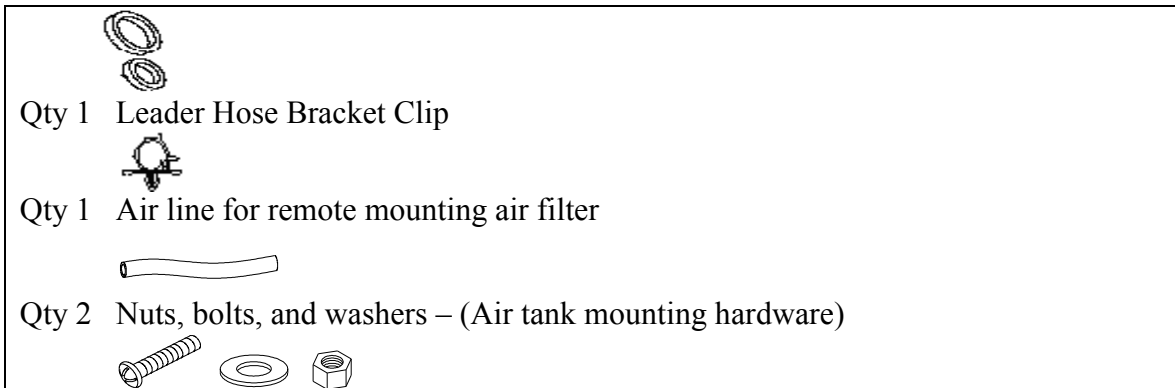 Qty 1 Leader Hose Bracket Clip
Qty 1 Air line for remote mounting air filter
Qty 2 Nuts, bolts, and washers – (Air tank mounting hardware)